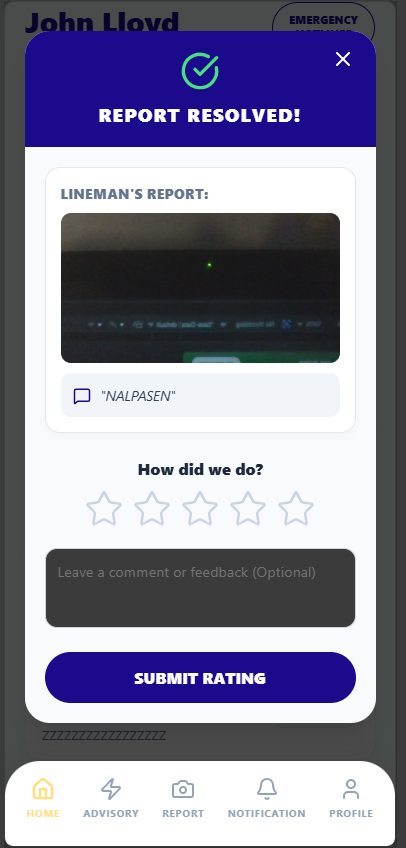 John Lloyd
EMERGENCY
REPORT RESOLVED!
LINEMAN'S REPORT:
"NALPASEN"
How did we do?
Leave a comment or feedback (Optional)
SUBMIT RATING
ZZZZZZZZZZZZZZZZZ
HOME
ADVISORY
REPORT
NOTIFICATION
PROFILE